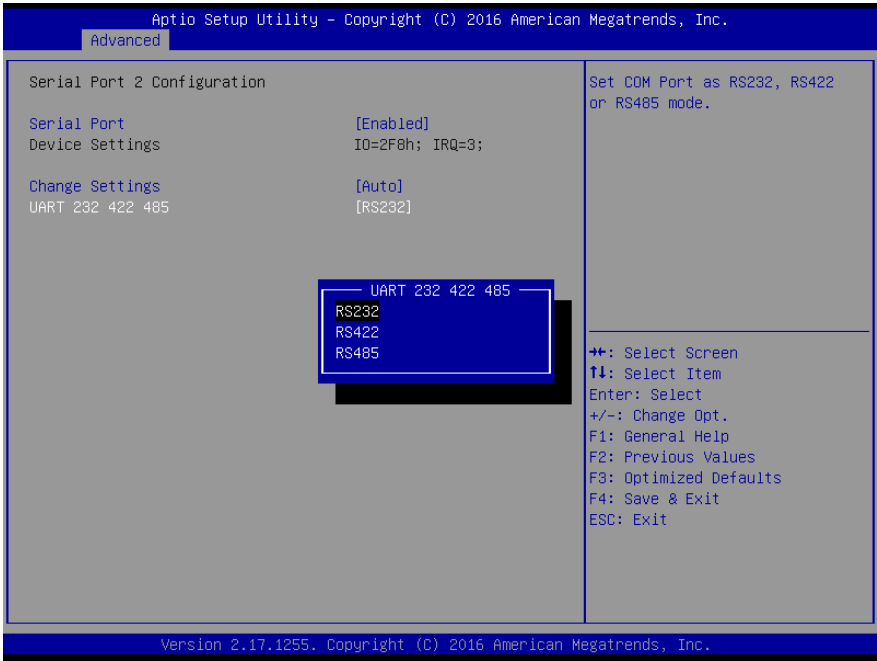 Aptio Setup Utility – Copyright (C) 2016 American Megatrends, Inc.
Advanced
Serial Port 2 Configuration
Serial Port [Enabled]
Device Settings IO=2F8h; IRQ=3;
Change Settings [Auto]
UART 232 422 485 [RS232]
UART 232 422 485
RS232
RS422
RS485
Set COM Port as RS232, RS422
or RS485 mode.
→←: Select Screen
↑↓: Select Item
Enter: Select
+/-: Change Opt.
F1: General Help
F2: Previous Values
F3: Optimized Defaults
F4: Save & Exit
ESC: Exit
Version 2.17.1255. Copyright (C) 2016 American Megatrends, Inc.